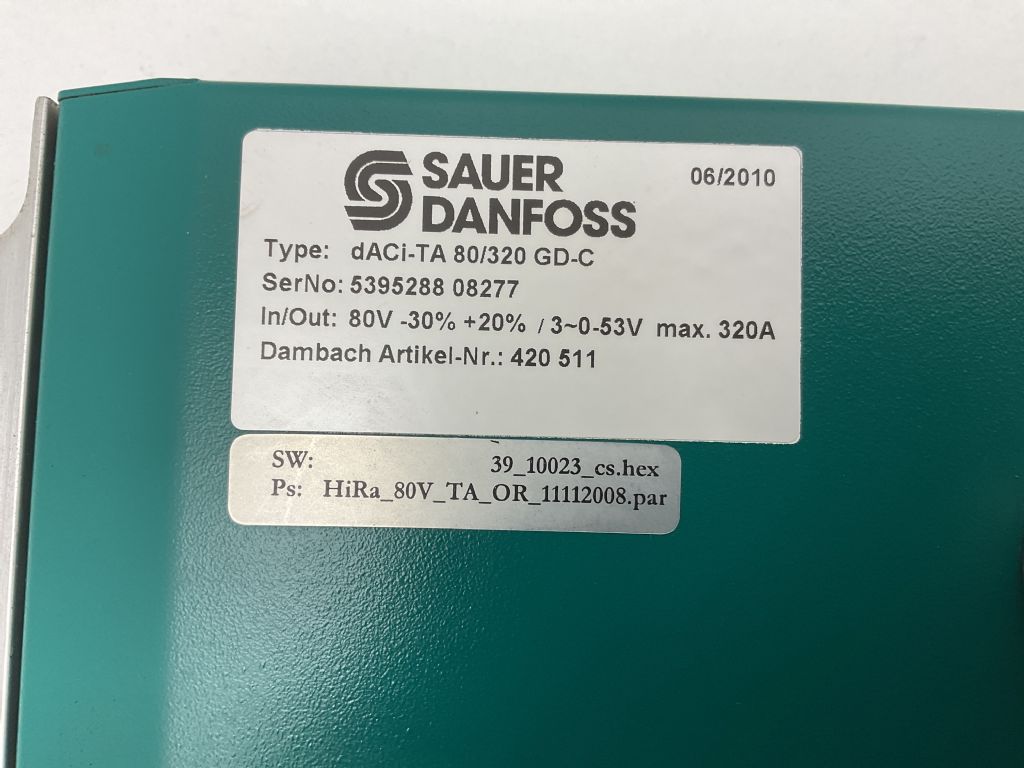 SAUER
DANFOSS
06/2010
Type: dACi-TA 80/320 GD-C
SerNo: 5395288 08277
In/Out: 80V -30% +20% / 3~0-53V max. 320A
Dambach Artikel-Nr.: 420 511
SW: 39_10023_cs.hex
Ps: HiRa_80V_TA_OR_11112008.par